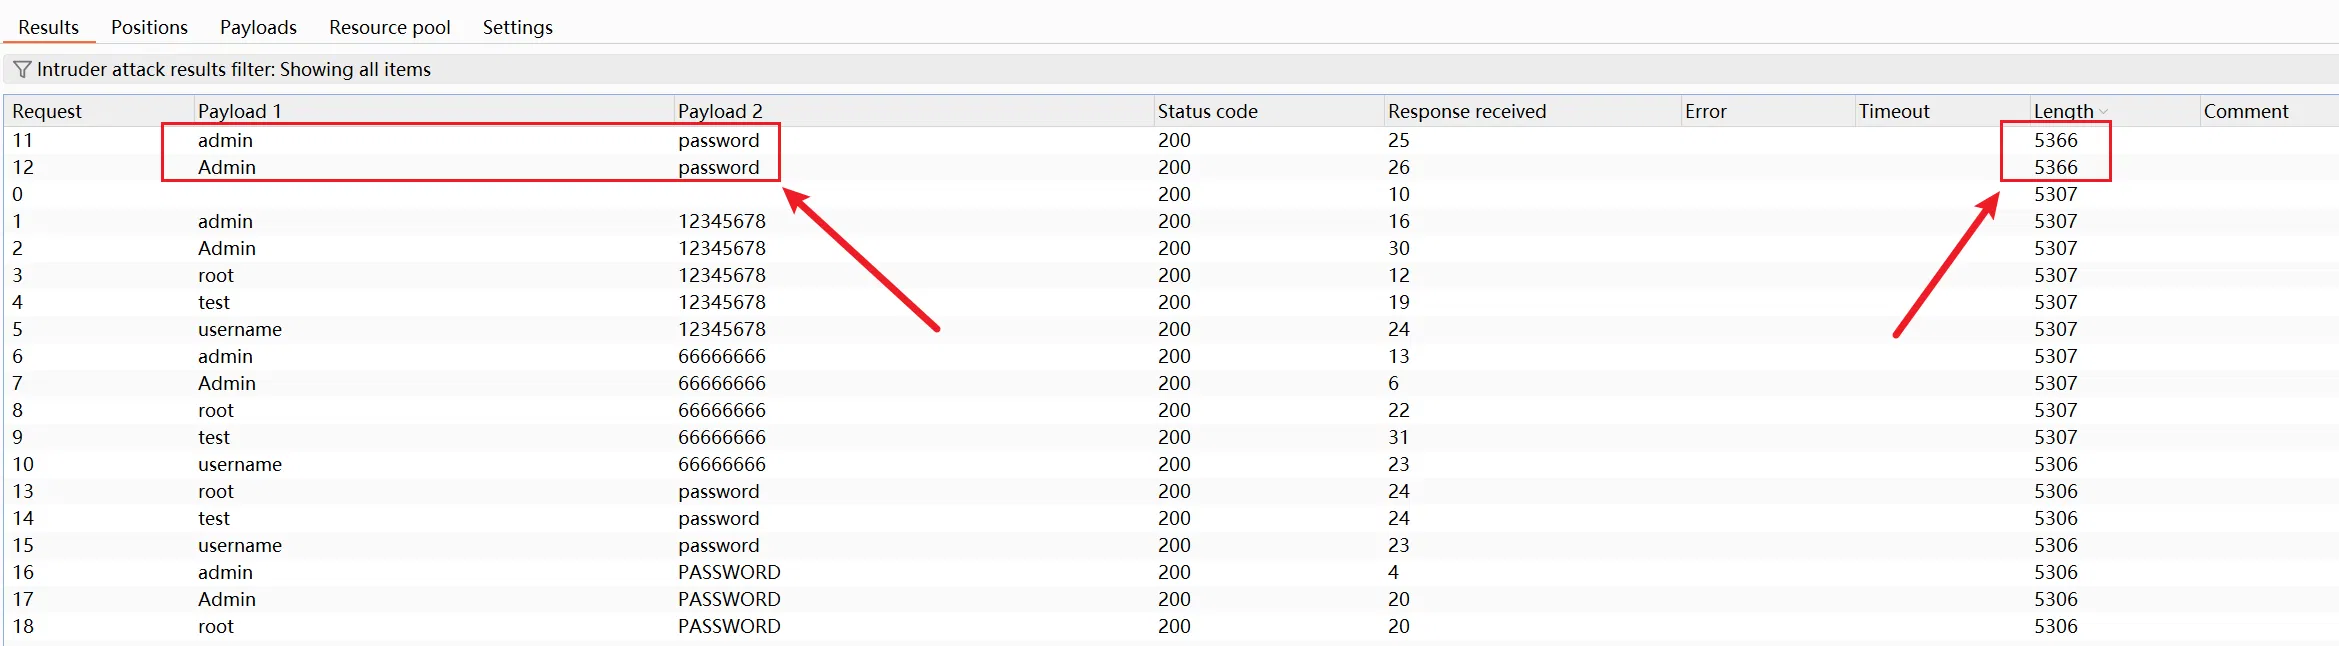 Results Positions Payloads Resource pool Settings
Intruder attack results filter: Showing all items
Request Payload 1 Payload 2 Status code Response received Error Timeout Length Comment
11 admin password 200 25 5366
12 Admin password 200 26 5366
0 200 10 5307
1 admin 12345678 200 16 5307
2 Admin 12345678 200 30 5307
3 root 12345678 200 12 5307
4 test 12345678 200 19 5307
5 username 12345678 200 24 5307
6 admin 66666666 200 13 5307
7 Admin 66666666 200 6 5307
8 root 66666666 200 22 5307
9 test 66666666 200 31 5307
10 username 66666666 200 23 5306
13 root password 200 24 5306
14 test password 200 24 5306
15 username password 200 23 5306
16 admin PASSWORD 200 4 5306
17 Admin PASSWORD 200 20 5306
18 root PASSWORD 200 20 5306